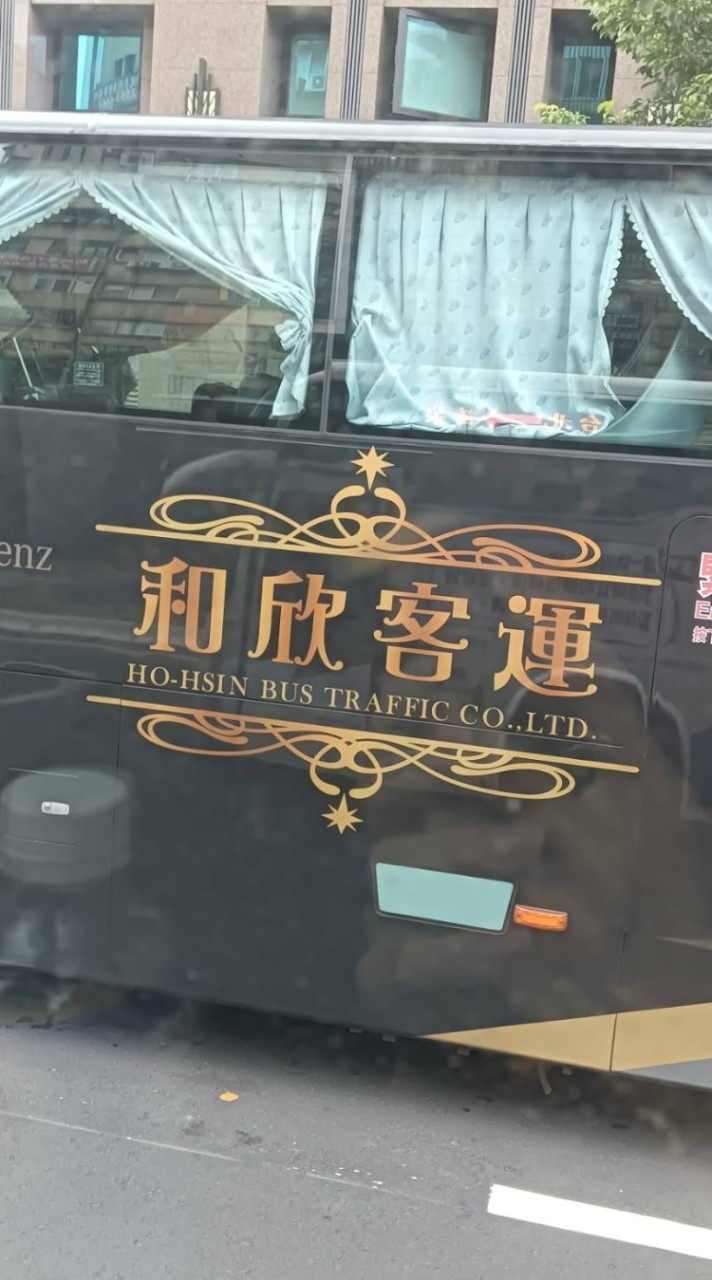 enz
和欣客運
HO-HSIN BUS TRAFFIC CO.,LTD.